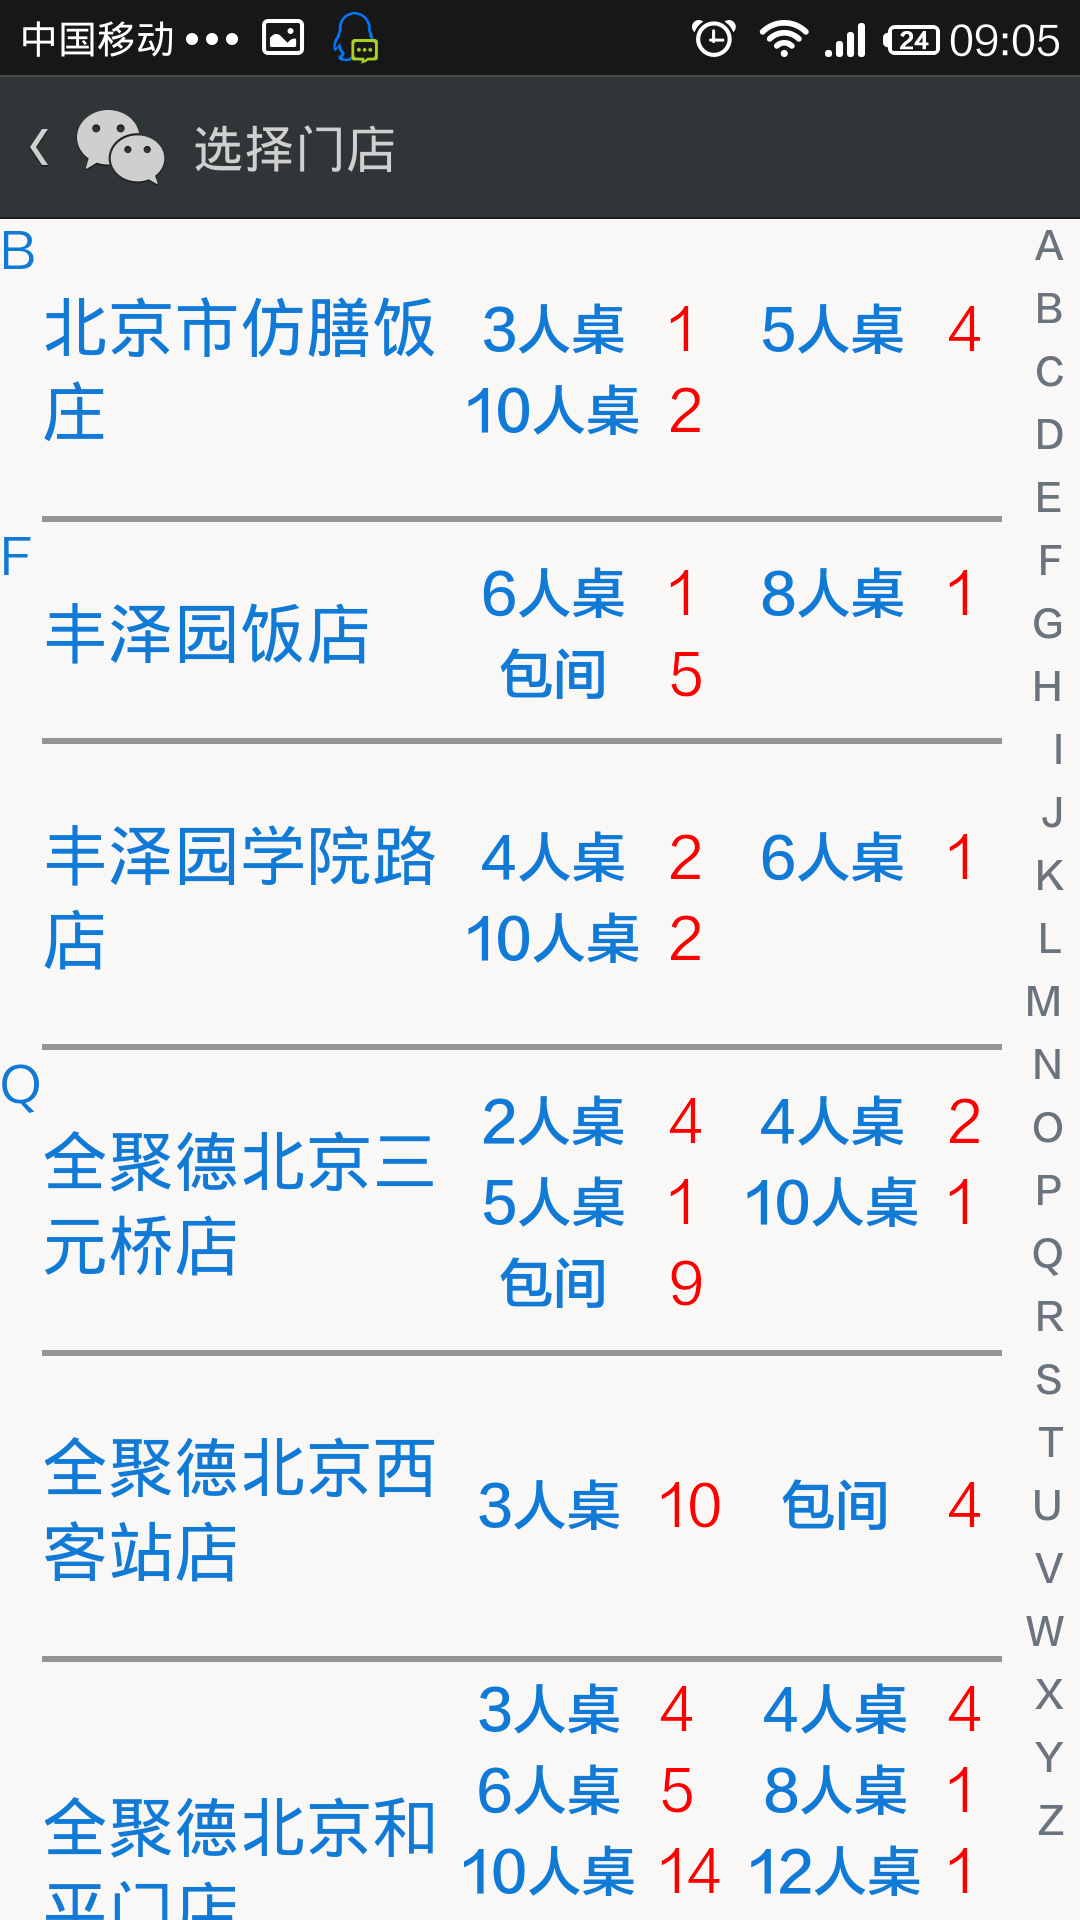 中国移动 ••• 24 09:05
选择门店
B
北京市仿膳饭庄
3人桌 1 5人桌 4
10人桌 2
F
丰泽园饭店
6人桌 1 8人桌 1
包间 5
丰泽园学院路店
4人桌 2 6人桌 1
10人桌 2
Q
全聚德北京三元桥店
2人桌 4 4人桌 2
5人桌 1 10人桌 1
包间 9
全聚德北京西客站店
3人桌 10 包间 4
全聚德北京和平门店
3人桌 4 4人桌 4
6人桌 5 8人桌 1
10人桌 14 12人桌 1
A
B
C
D
E
F
G
H
I
J
K
L
M
N
O
P
Q
R
S
T
U
V
W
X
Y
Z